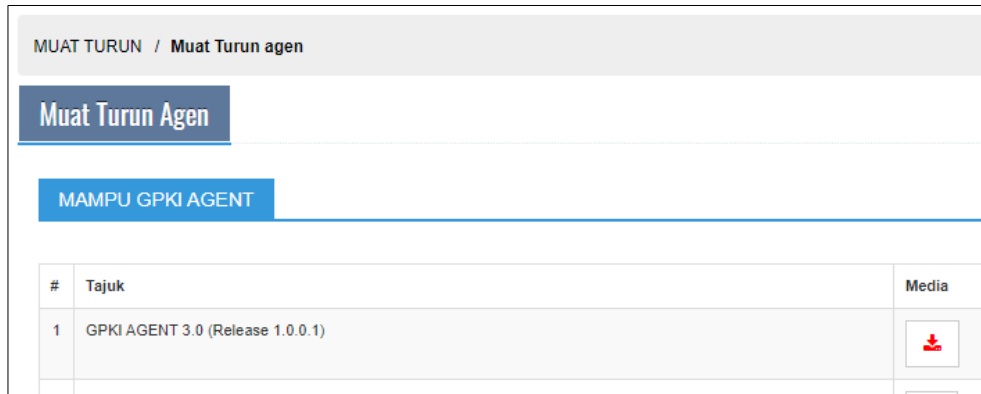 MUAT TURUN / Muat Turun agen
Muat Turun Agen
MAMPU GPKI AGENT
# Tajuk Media
1 GPKI AGENT 3.0 (Release 1.0.0.1)